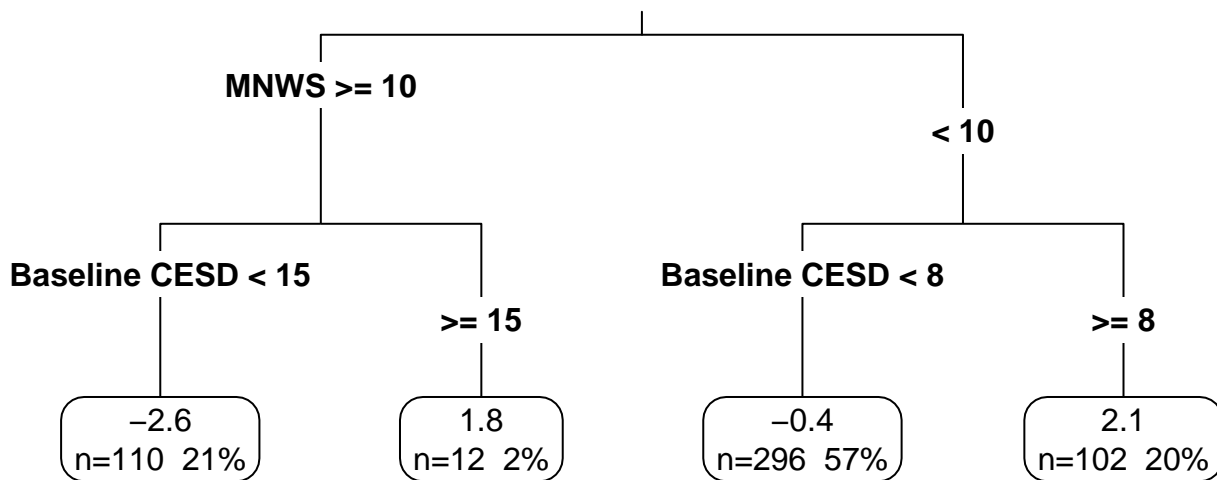 MNWS >= 10
< 10
Baseline CESD < 15
>= 15
Baseline CESD < 8
>= 8
−2.6
n=110 21%
1.8
n=12 2%
−0.4
n=296 57%
2.1
n=102 20%